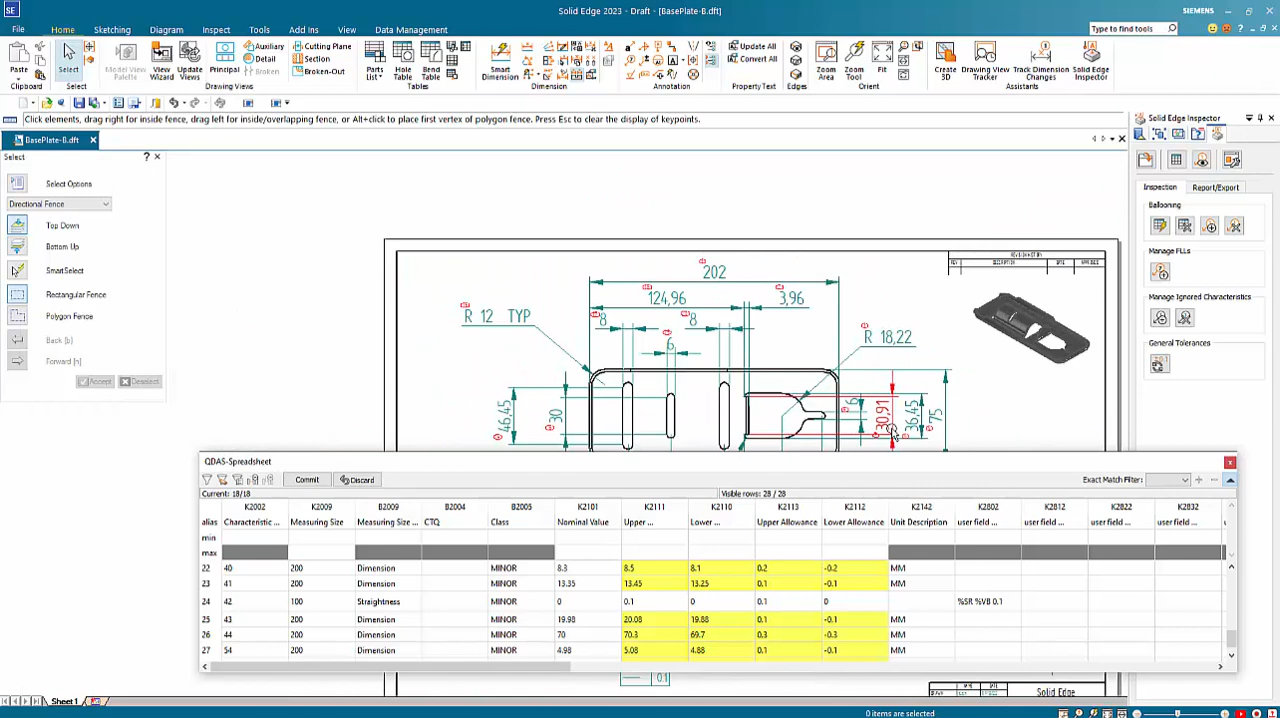 Solid Edge 2023 - Draft - [BasePlate-B.dft]
SIEMENS
File Home Sketching Diagram Inspect Tools Add Ins View Data Management
Type to find tools
Paste
Clipboard
Select
Select
Model View Palette
View Wizard
Update Views
Principal
Auxiliary
Detail
Broken
Cutting Plane
Section
Broken-Out
Drawing Views
Parts List
Hole Table
Bend Table
Tables
Smart Dimension
Dimension
Annotation
Update All
Convert All
Property Text
Edges
Zoom Area
Zoom Tool
Fit
Orient
Create 3D
Drawing View Tracker
Track Dimension Changes
Solid Edge Inspector
Assistants
Click elements, drag right for inside fence, drag left for inside/overlapping fence, or Alt+click to place first vertex of polygon fence. Press Esc to clear the display of keypoints.
BasePlate-B.dft
Select
Select Options
Directional Fence
Top Down
Bottom Up
SmartSelect
Rectangular Fence
Polygon Fence
Back [b]
Forward [n]
Accept
Deselect
Solid Edge Inspector
Inspection Report/Export
Ballooning
Manage FLLs
Manage Ignored Characteristics
General Tolerances
202
124,96
3,96
R 12 TYP
8
8
6
R 18,22
46,45
30
6
30,91
36,45
75
QDAS-Spreadsheet
Commit Discard
Exact Match Filter:
Current: 18/18 Visible rows: 28 / 28
K2002 K2009 B2009 B2004 B2005 K2101 K2111 K2110 K2113 K2112 K2142 K2802 K2812 K2822 K2832
alias Characteristic ... Measuring Size Measuring Size ... CTQ Class Nominal Value Upper ... Lower ... Upper Allowance Lower Allowance Unit Description user field ... user field ... user field ... user field ...
min
max
22 40 200 Dimension MINOR 8.3 8.5 8.1 0.2 -0.2 MM
23 41 200 Dimension MINOR 13.35 13.45 13.25 0.1 -0.1 MM
24 42 100 Straightness MINOR 0 0.1 0 0.1 0 MM %SR %VB 0.1
25 43 200 Dimension MINOR 19.98 20.08 19.88 0.1 -0.1 MM
26 44 200 Dimension MINOR 70 70.3 69.7 0.3 -0.3 MM
27 54 200 Dimension MINOR 4.98 5.08 4.88 0.1 -0.1 MM
0.1
Solid Edge
Sheet1
0 items are selected